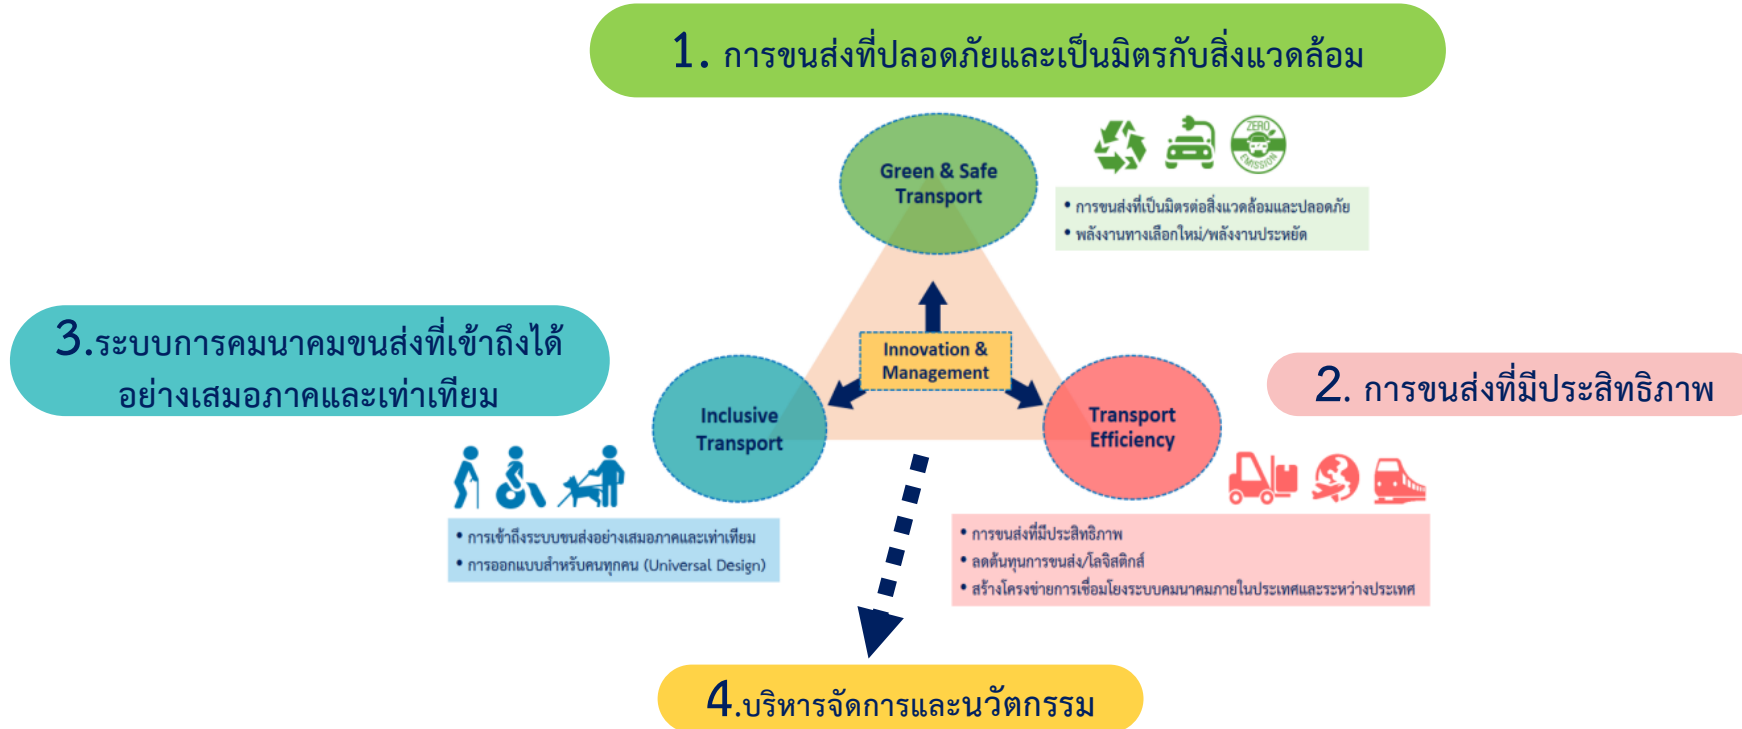 1. การขนส่งที่ปลอดภัยและเป็นมิตรกับสิ่งแวดล้อม
Green & Safe
Transport
ZERO
EMISSION
• การขนส่งที่เป็นมิตรต่อสิ่งแวดล้อมและปลอดภัย
• พลังงานทางเลือกใหม่/พลังงานประหยัด
3.ระบบการคมนาคมขนส่งที่เข้าถึงได้
อย่างเสมอภาคและเท่าเทียม
Innovation &
Management
2. การขนส่งที่มีประสิทธิภาพ
Inclusive
Transport
Transport
Efficiency
• การเข้าถึงระบบขนส่งอย่างเสมอภาคและเท่าเทียม
• การออกแบบสำหรับคนทุกคน (Universal Design)
• การขนส่งที่มีประสิทธิภาพ
• ลดต้นทุนการขนส่ง/โลจิสติกส์
• สร้างโครงข่ายการเชื่อมโยงระบบคมนาคมภายในประเทศและระหว่างประเทศ
4.บริหารจัดการและนวัตกรรม